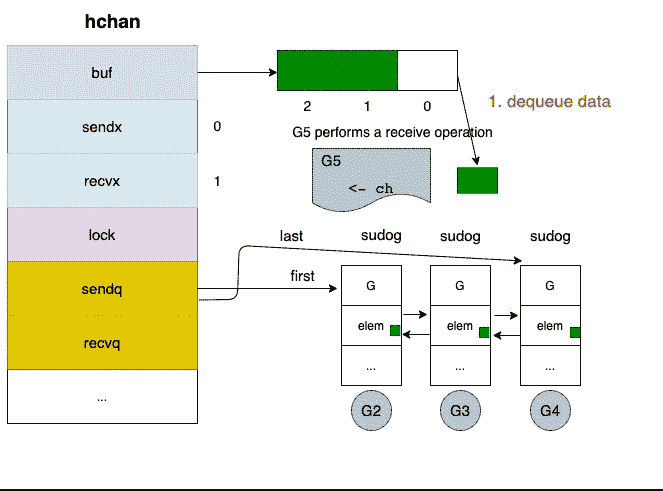 hchan
buf
sendx
0
recvx
1
lock
sendq
recvq
...
2 1 0
1. dequeue data
G5 performs a receive operation
G5
<- ch
last
first
sudog sudog sudog
G G G
elem elem elem
... ... ...
G2 G3 G4